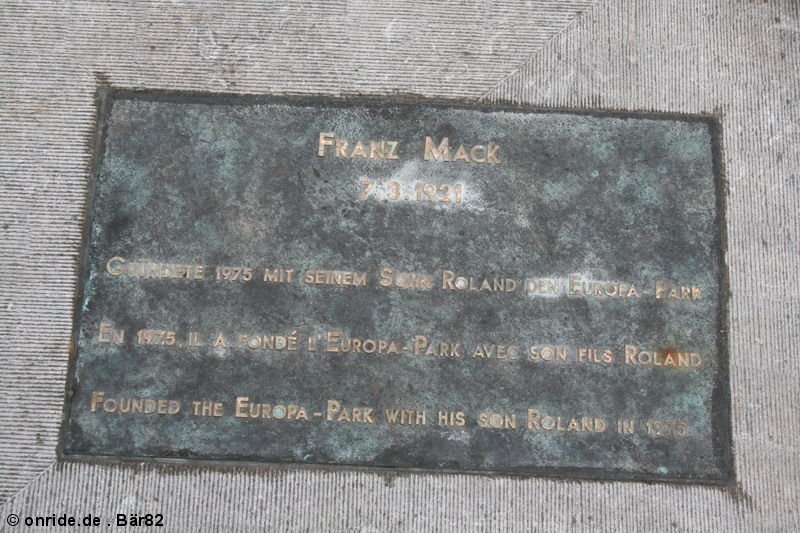 FRANZ MACK
7.3.1921
GRÜNDETE 1975 MIT SEINEM SOHN ROLAND DEN EUROPA-PARK
EN 1975, IL A FONDÉ L'EUROPA-PARK AVEC SON FILS ROLAND
FOUNDED THE EUROPA-PARK WITH HIS SON ROLAND IN 1975
© onride.de . Bär82